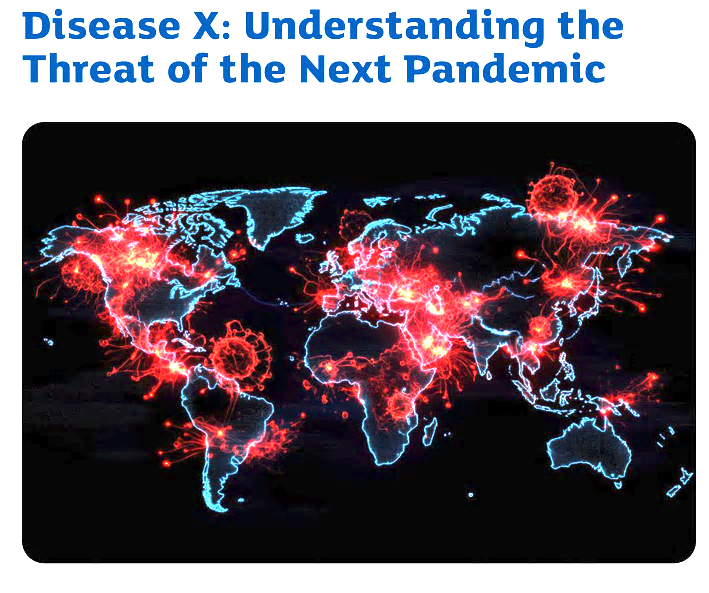 Disease X: Understanding the
Threat of the Next Pandemic